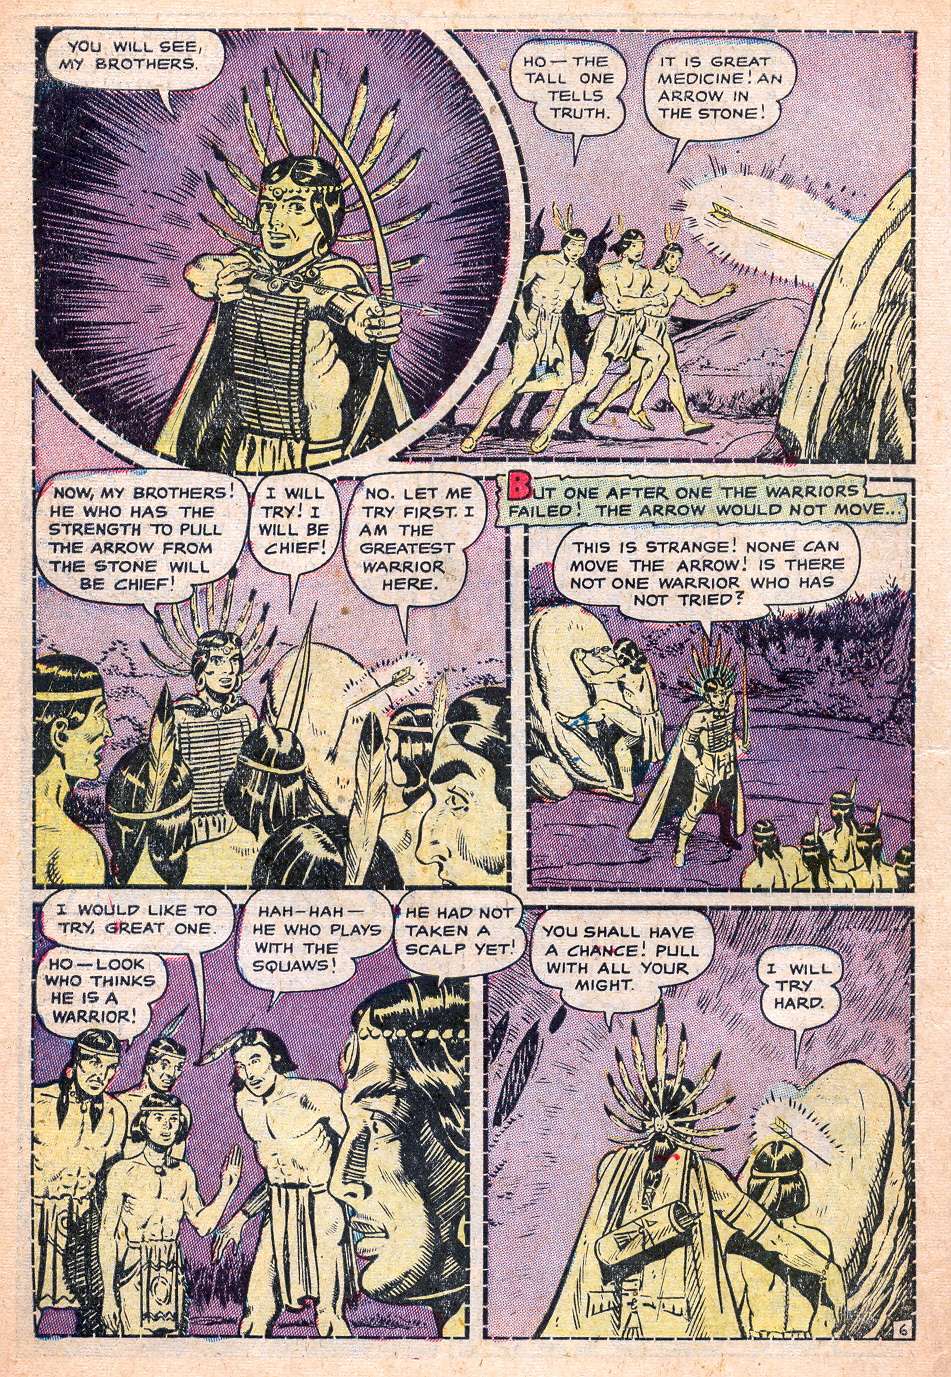 YOU WILL SEE,
MY BROTHERS.
HO — THE
TALL ONE
TELLS
TRUTH.
IT IS GREAT
MEDICINE! AN
ARROW IN
THE STONE!
NOW, MY BROTHERS!
HE WHO HAS THE
STRENGTH TO PULL
THE ARROW FROM
THE STONE WILL
BE CHIEF!
I WILL
TRY! I
WILL BE
CHIEF!
NO. LET ME
TRY FIRST. I
AM THE
GREATEST
WARRIOR
HERE.
BUT ONE AFTER ONE THE WARRIORS
FAILED! THE ARROW WOULD NOT MOVE...
THIS IS STRANGE! NONE CAN
MOVE THE ARROW! IS THERE
NOT ONE WARRIOR WHO HAS
NOT TRIED?
I WOULD LIKE TO
TRY, GREAT ONE.
HO — LOOK
WHO THINKS
HE IS A
WARRIOR!
HAH-HAH —
HE WHO PLAYS
WITH THE
SQUAWS!
HE HAD NOT
TAKEN A
SCALP YET!
YOU SHALL HAVE
A CHANCE! PULL
WITH ALL YOUR
MIGHT.
I WILL
TRY
HARD.
6